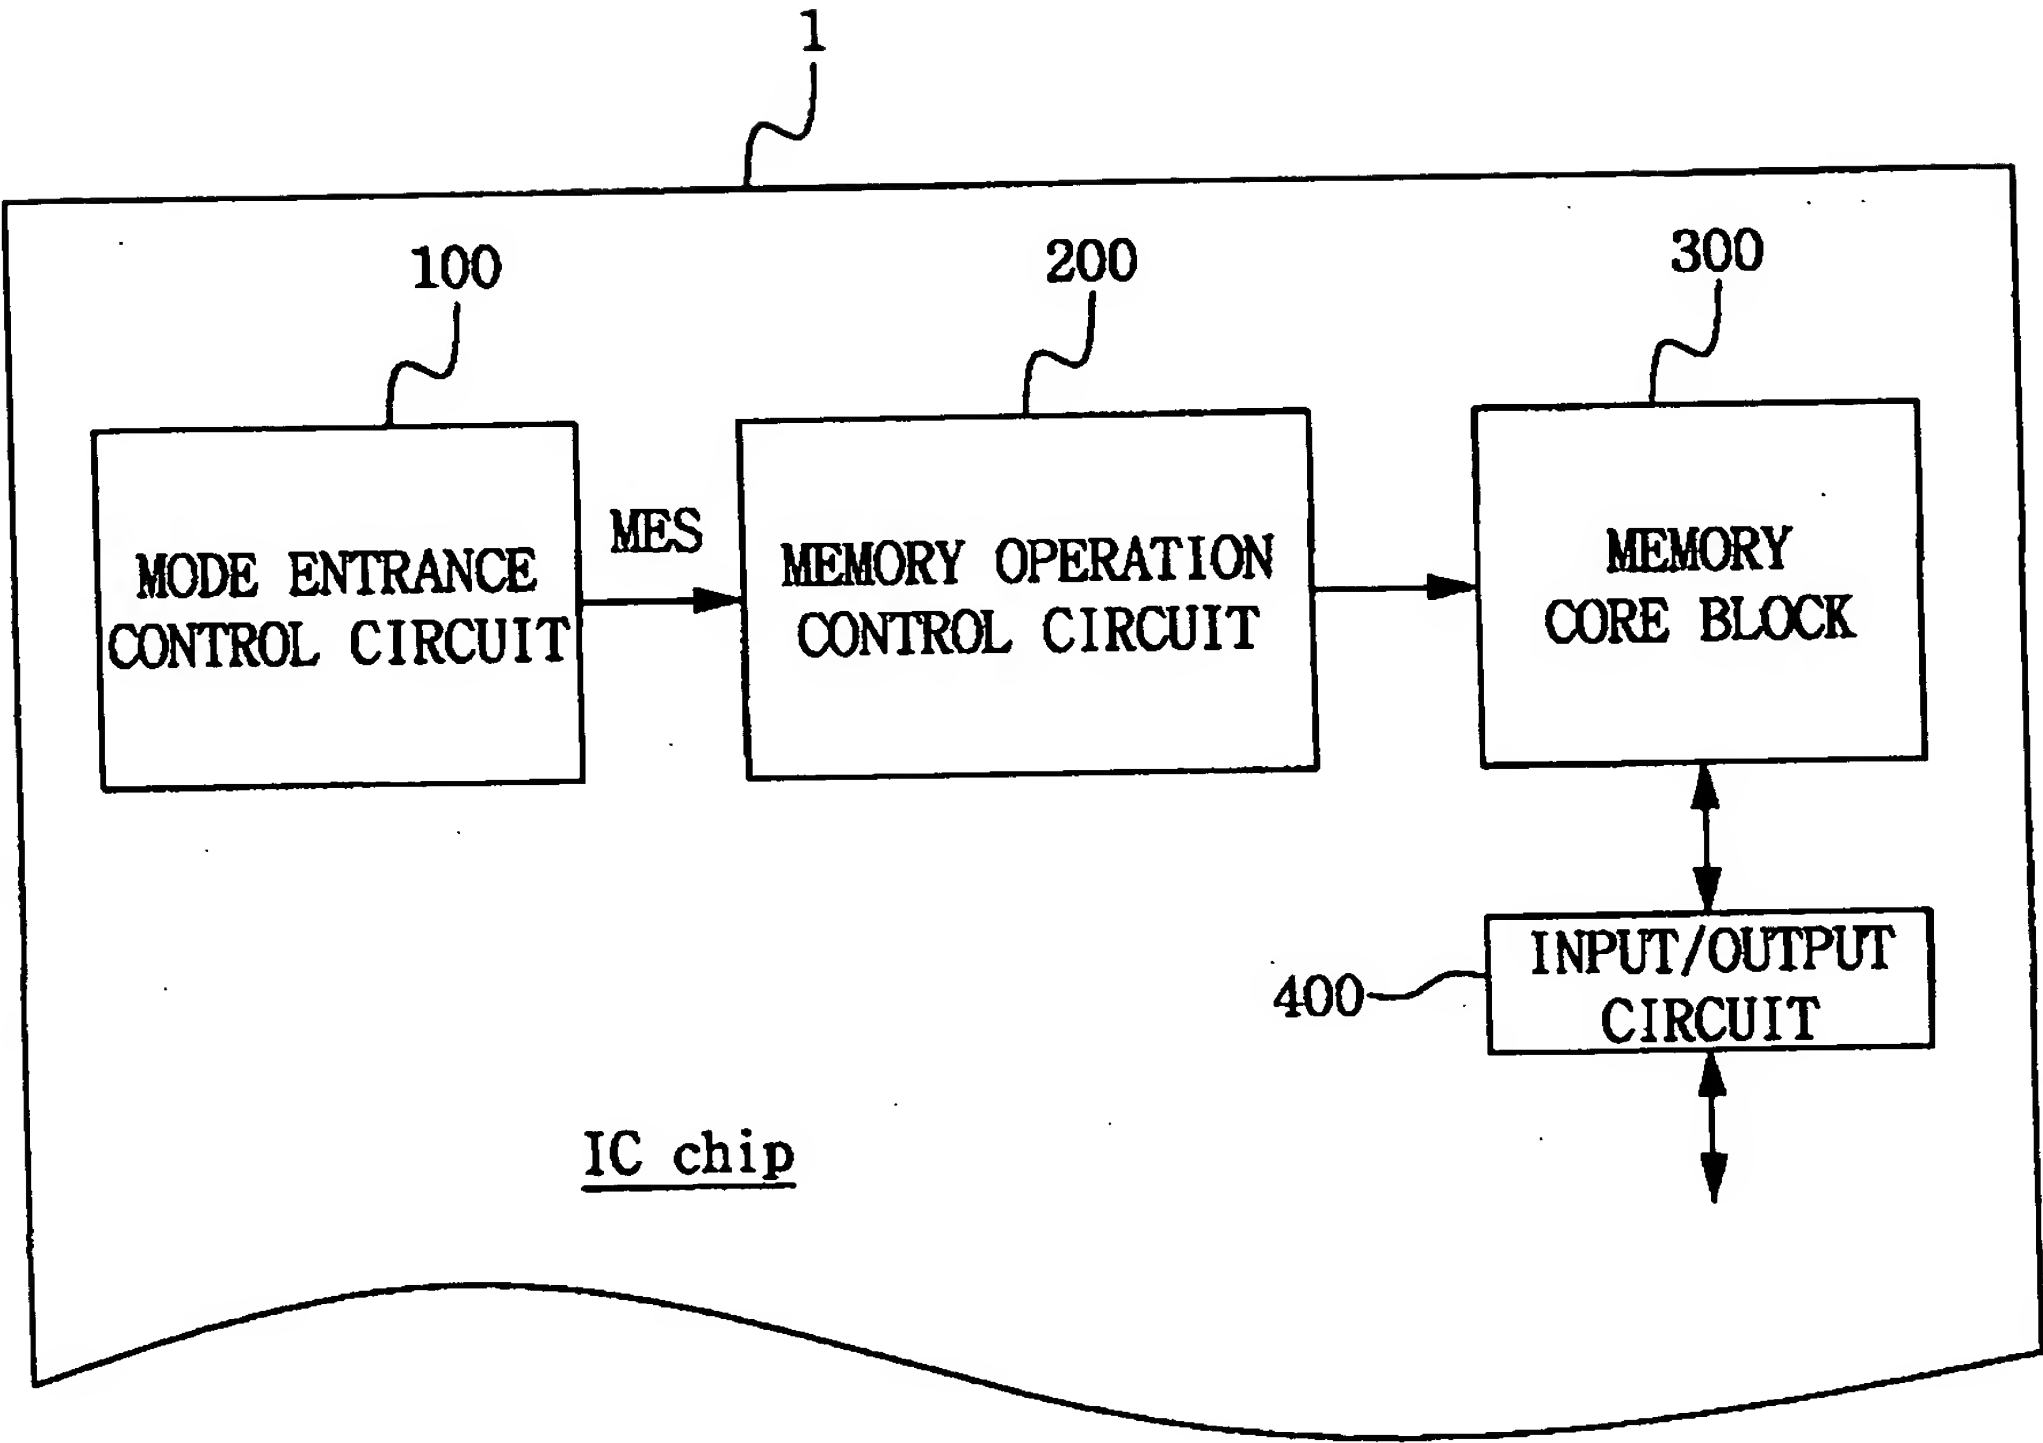 1
100
200
300
MODE ENTRANCE
CONTROL CIRCUIT
MES
MEMORY OPERATION
CONTROL CIRCUIT
MEMORY
CORE BLOCK
400
INPUT/OUTPUT
CIRCUIT
IC chip